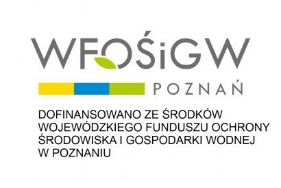 WFOŚiGW
POZNAŃ
DOFINANSOWANO ZE ŚRODKÓW
WOJEWÓDZKIEGO FUNDUSZU OCHRONY
ŚRODOWISKA I GOSPODARKI WODNEJ
W POZNANIU